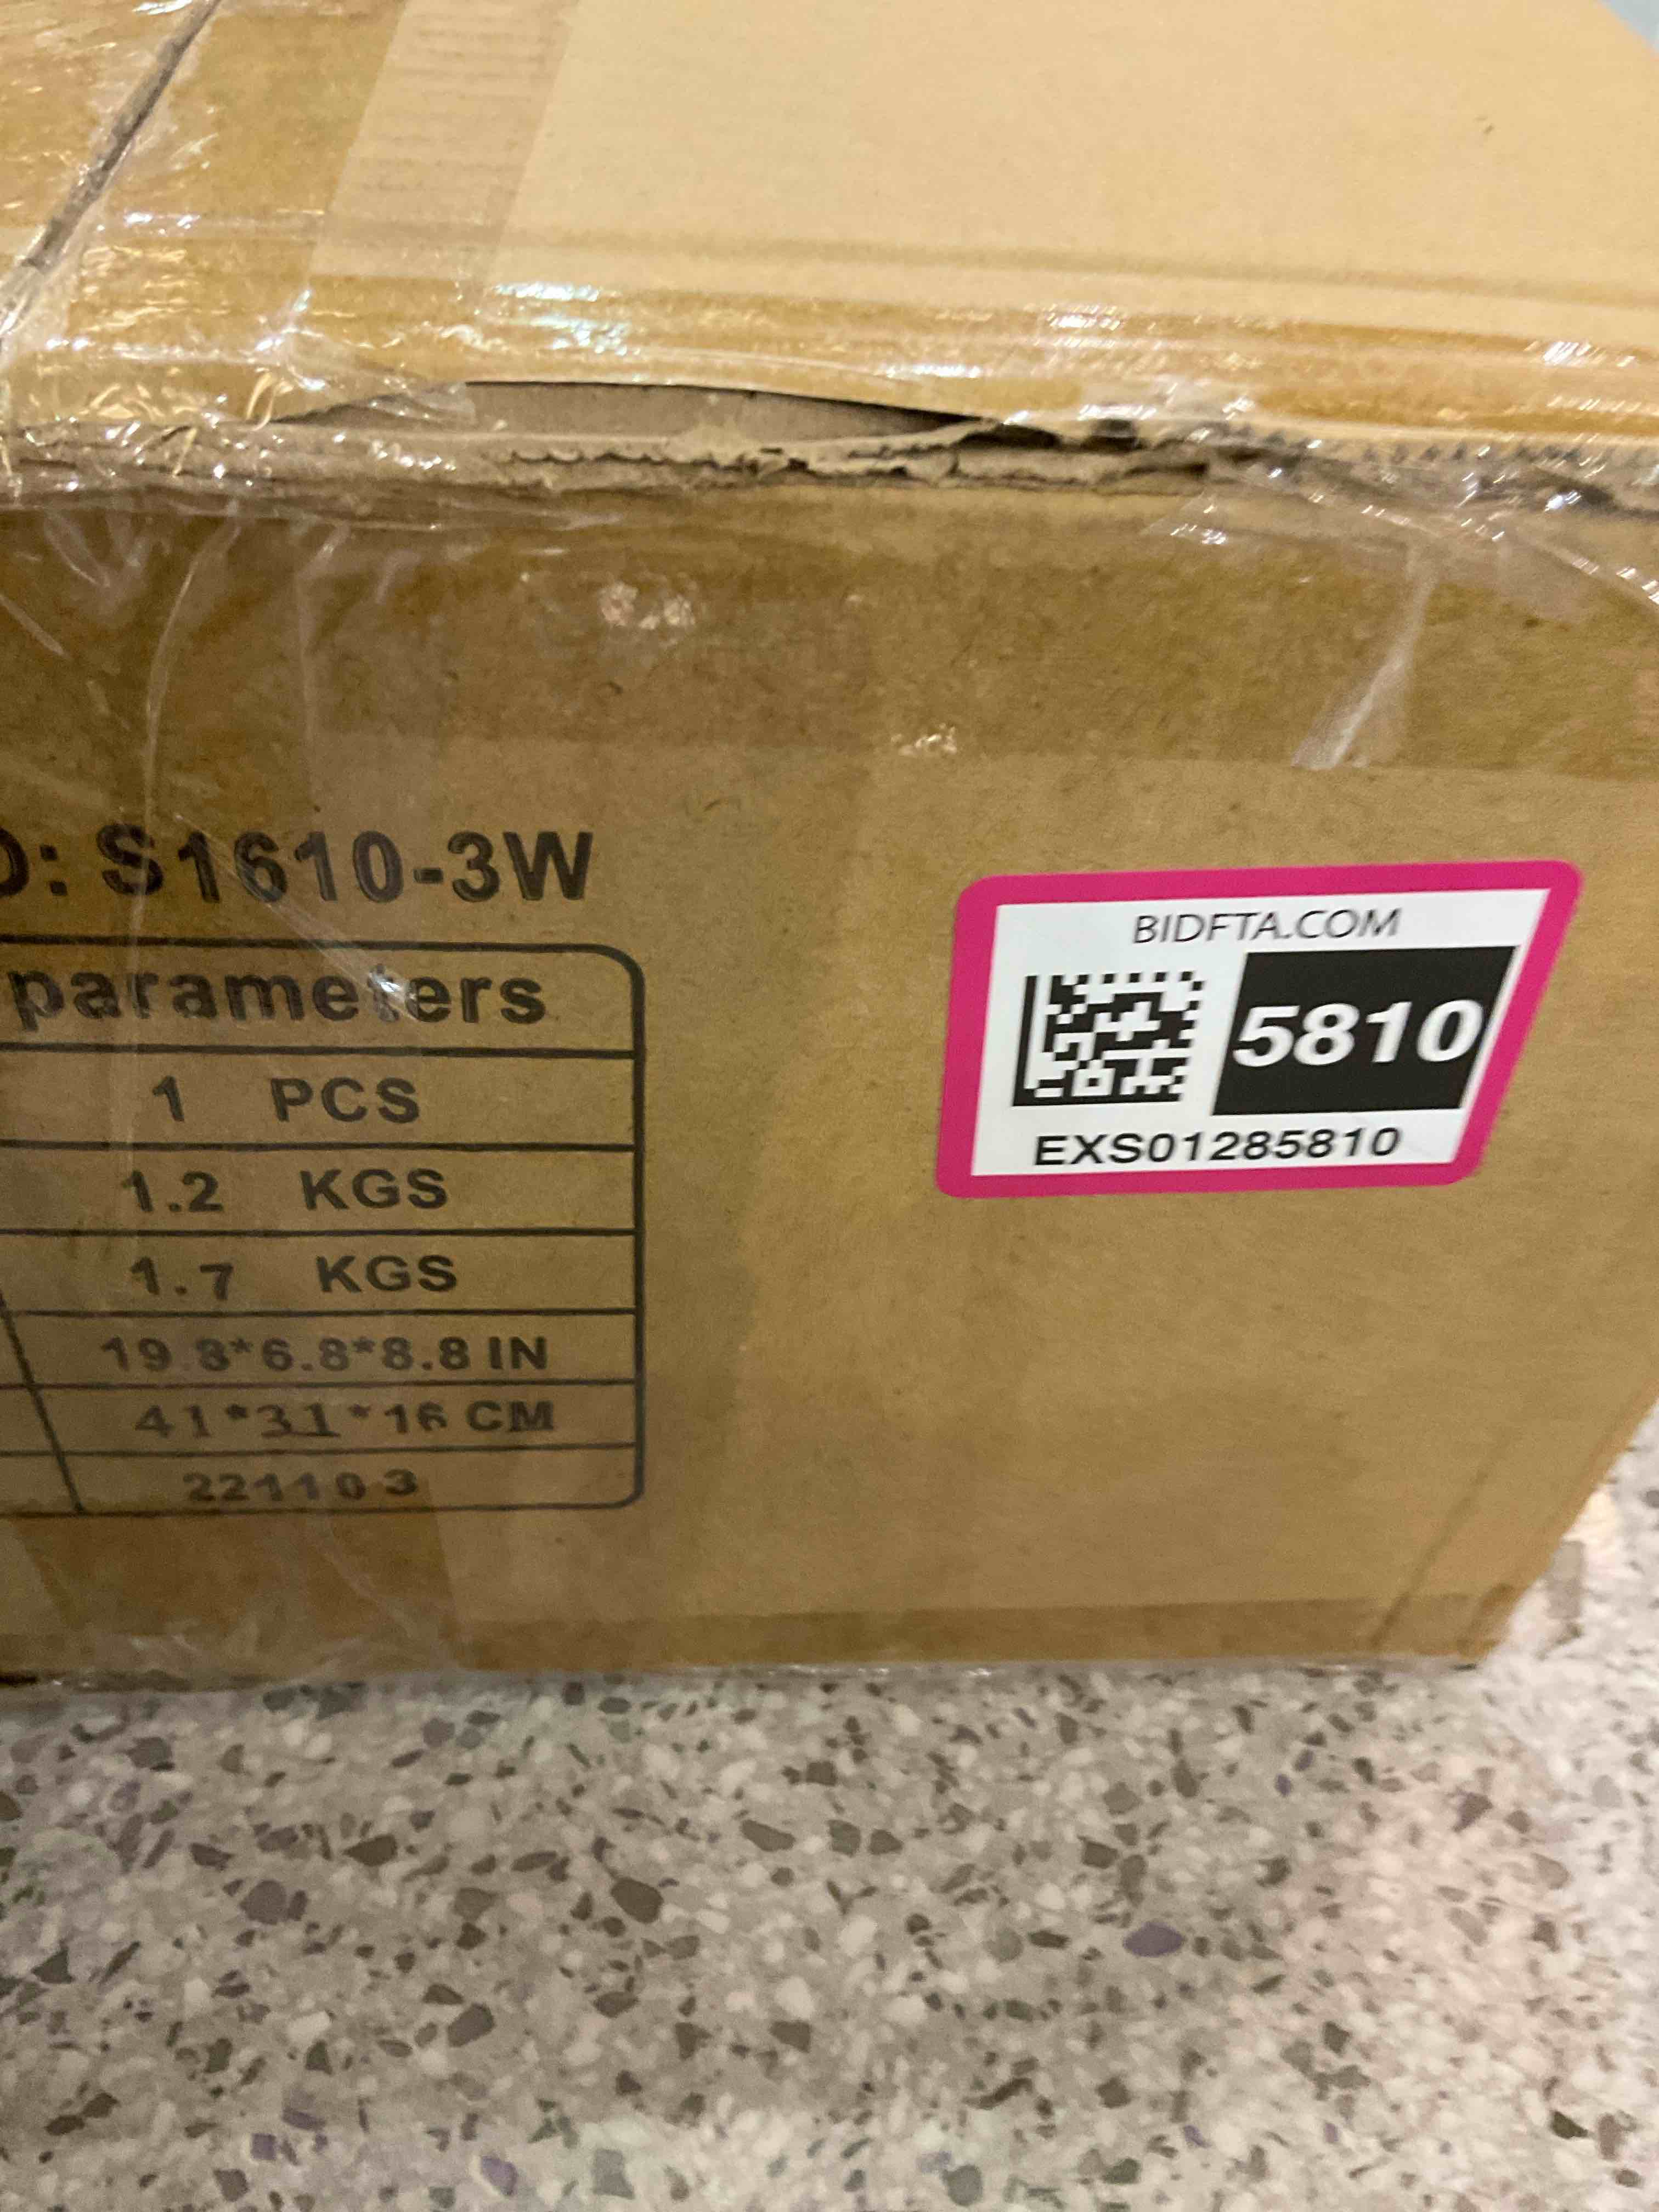 : S1610-3W
parameters
1 PCS
1.2 KGS
1.7 KGS
19.8*6.8*8.8 IN
41*31*16 CM
221103
BIDFTA.COM
5810
EXS01285810